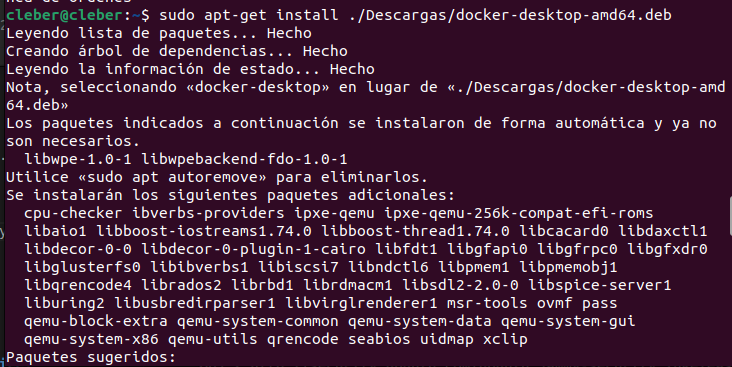 red de órdenes
cleber@cleber:~$ sudo apt-get install ./Descargas/docker-desktop-amd64.deb
Leyendo lista de paquetes... Hecho
Creando árbol de dependencias... Hecho
Leyendo la información de estado... Hecho
Nota, seleccionando «docker-desktop» en lugar de «./Descargas/docker-desktop-amd
64.deb»
Los paquetes indicados a continuación se instalaron de forma automática y ya no
son necesarios.
  libwpe-1.0-1 libwpebackend-fdo-1.0-1
Utilice «sudo apt autoremove» para eliminarlos.
Se instalarán los siguientes paquetes adicionales:
  cpu-checker ibverbs-providers ipxe-qemu ipxe-qemu-256k-compat-efi-roms
  libaio1 libboost-iostreams1.74.0 libboost-thread1.74.0 libcacard0 libdaxctl1
  libdecor-0-0 libdecor-0-plugin-1-cairo libfdt1 libgfapi0 libgfrpc0 libgfxdr0
  libglusterfs0 libibverbs1 libiscsi7 libndctl6 libpmem1 libpmemobj1
  libqrencode4 librados2 librbd1 librdmacm1 libsdl2-2.0-0 libspice-server1
  liburing2 libusbredirparser1 libvirglrenderer1 msr-tools ovmf pass
  qemu-block-extra qemu-system-common qemu-system-data qemu-system-gui
  qemu-system-x86 qemu-utils qrencode seabios uidmap xclip
Paquetes sugeridos: